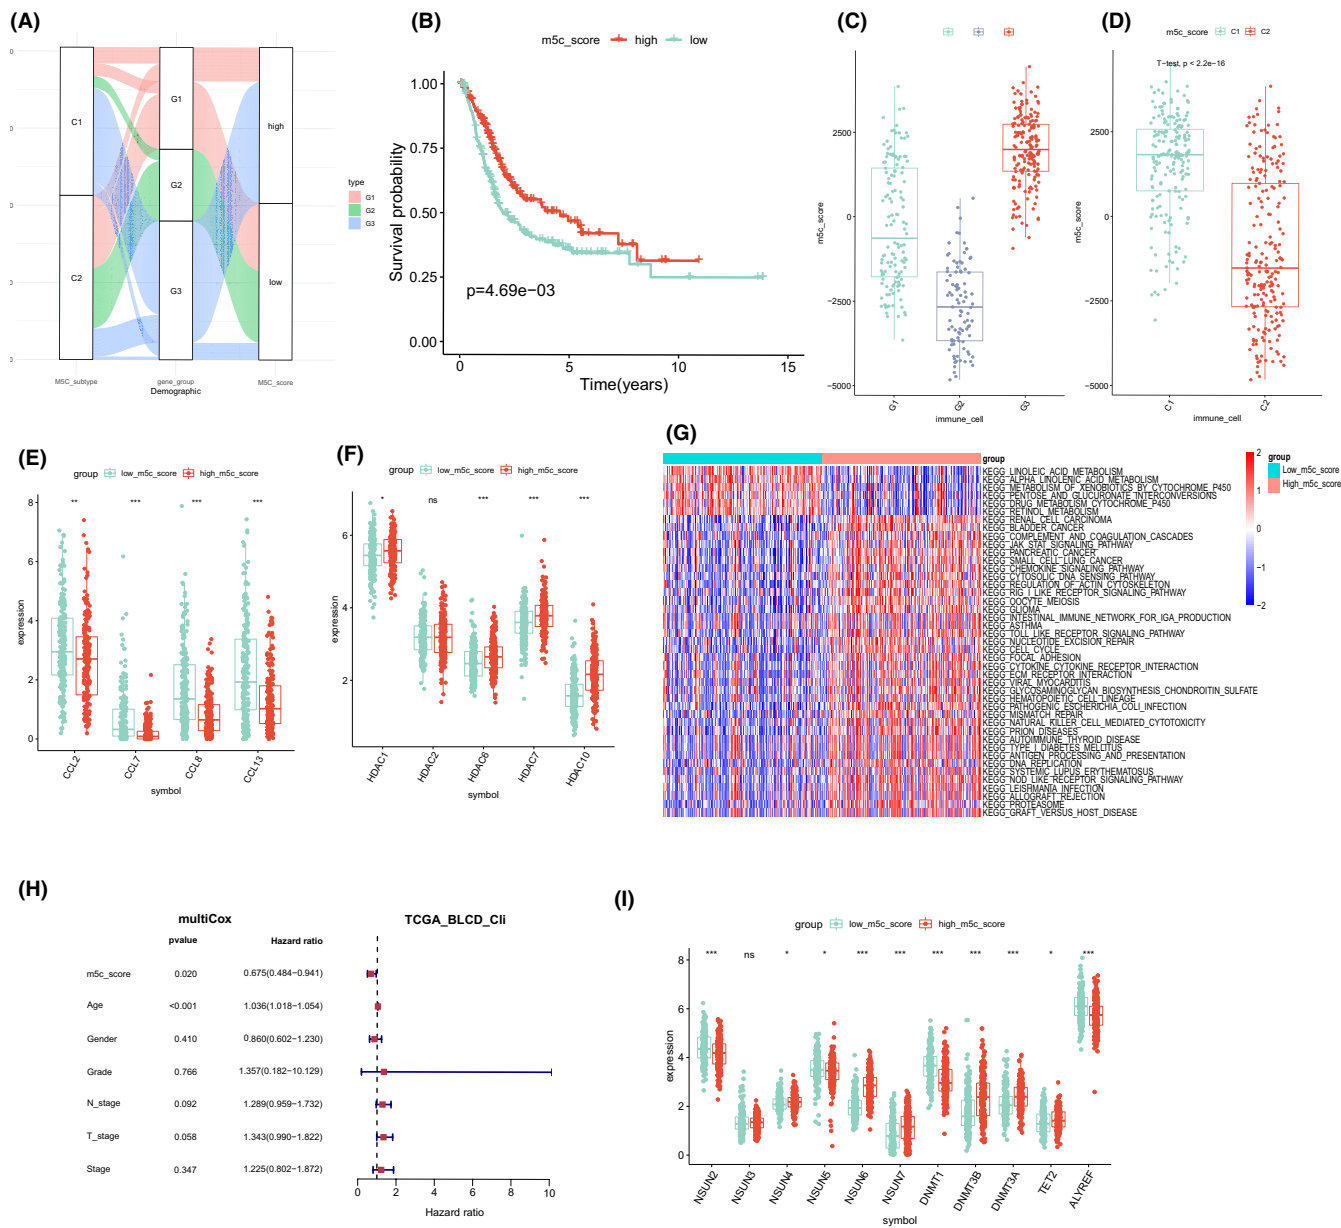 (A)
C1
C2
G1
G2
G3
high
low
type
G1
G2
G3
M5C_subtype
gene_group
M5C_score
Demographic
(B)
m5c_score high low
Survival probability
1.00
0.75
0.50
0.25
0.00
p=4.69e−03
0
5
10
15
Time(years)
(C)
m5c_score
2500
0
−2500
−5000
G1
G2
G3
immune_cell
(D)
m5c_score C1 C2
T−test, p < 2.2e−16
m5c_score
2500
0
−2500
−5000
C1
C2
immune_cell
(E)
group low_m5c_score high_m5c_score
** *** *** ***
expression
8
6
4
2
0
CCL2
CCL7
CCL8
CCL13
symbol
(F)
group low_m5c_score high_m5c_score
* ns *** *** ***
expression
6
4
2
HDAC1
HDAC2
HDAC6
HDAC7
HDAC10
symbol
(G)
group
KEGG_LINOLEIC_ACID_METABOLISM
KEGG_ALPHA_LINOLENIC_ACID_METABOLISM
KEGG_METABOLISM_OF_XENOBIOTICS_BY_CYTOCHROME_P450
KEGG_PENTOSE_AND_GLUCURONATE_INTERCONVERSIONS
KEGG_DRUG_METABOLISM_CYTOCHROME_P450
KEGG_RETINOL_METABOLISM
KEGG_RENAL_CELL_CARCINOMA
KEGG_BLADDER_CANCER
KEGG_COMPLEMENT_AND_COAGULATION_CASCADES
KEGG_JAK_STAT_SIGNALING_PATHWAY
KEGG_PANCREATIC_CANCER
KEGG_SMALL_CELL_LUNG_CANCER
KEGG_CHEMOKINE_SIGNALING_PATHWAY
KEGG_CYTOSOLIC_DNA_SENSING_PATHWAY
KEGG_REGULATION_OF_ACTIN_CYTOSKELETON
KEGG_RIG_I_LIKE_RECEPTOR_SIGNALING_PATHWAY
KEGG_OOCYTE_MEIOSIS
KEGG_GLIOMA
KEGG_INTESTINAL_IMMUNE_NETWORK_FOR_IGA_PRODUCTION
KEGG_ASTHMA
KEGG_TOLL_LIKE_RECEPTOR_SIGNALING_PATHWAY
KEGG_NUCLEOTIDE_EXCISION_REPAIR
KEGG_CELL_CYCLE
KEGG_FOCAL_ADHESION
KEGG_CYTOKINE_CYTOKINE_RECEPTOR_INTERACTION
KEGG_ECM_RECEPTOR_INTERACTION
KEGG_VIRAL_MYOCARDITIS
KEGG_GLYCOSAMINOGLYCAN_BIOSYNTHESIS_CHONDROITIN_SULFATE
KEGG_HEMATOPOIETIC_CELL_LINEAGE
KEGG_PATHOGENIC_ESCHERICHIA_COLI_INFECTION
KEGG_MISMATCH_REPAIR
KEGG_NATURAL_KILLER_CELL_MEDIATED_CYTOTOXICITY
KEGG_PRION_DISEASES
KEGG_AUTOIMMUNE_THYROID_DISEASE
KEGG_TYPE_I_DIABETES_MELLITUS
KEGG_ANTIGEN_PROCESSING_AND_PRESENTATION
KEGG_DNA_REPLICATION
KEGG_SYSTEMIC_LUPUS_ERYTHEMATOSUS
KEGG_NOD_LIKE_RECEPTOR_SIGNALING_PATHWAY
KEGG_LEISHMANIA_INFECTION
KEGG_ALLOGRAFT_REJECTION
KEGG_PROTEASOME
KEGG_GRAFT_VERSUS_HOST_DISEASE
2
1
0
−1
−2
group
Low_m5c_score
High_m5c_score
(H)
multiCox
TCGA_BLCD_Cli
pvalue Hazard ratio
m5c_score 0.020 0.675(0.484−0.941)
Age <0.001 1.036(1.018−1.054)
Gender 0.410 0.860(0.602−1.230)
Grade 0.766 1.357(0.182−10.129)
N_stage 0.092 1.289(0.959−1.732)
T_stage 0.058 1.343(0.990−1.822)
Stage 0.347 1.225(0.802−1.872)
0 2 4 6 8 10
Hazard ratio
(I)
group low_m5c_score high_m5c_score
*** ns * * *** *** *** *** *** * ***
expression
8
6
4
2
0
NSUN2
NSUN3
NSUN4
NSUN5
NSUN6
NSUN7
DNMT1
DNMT3B
DNMT3A
TET2
ALYREF
symbol